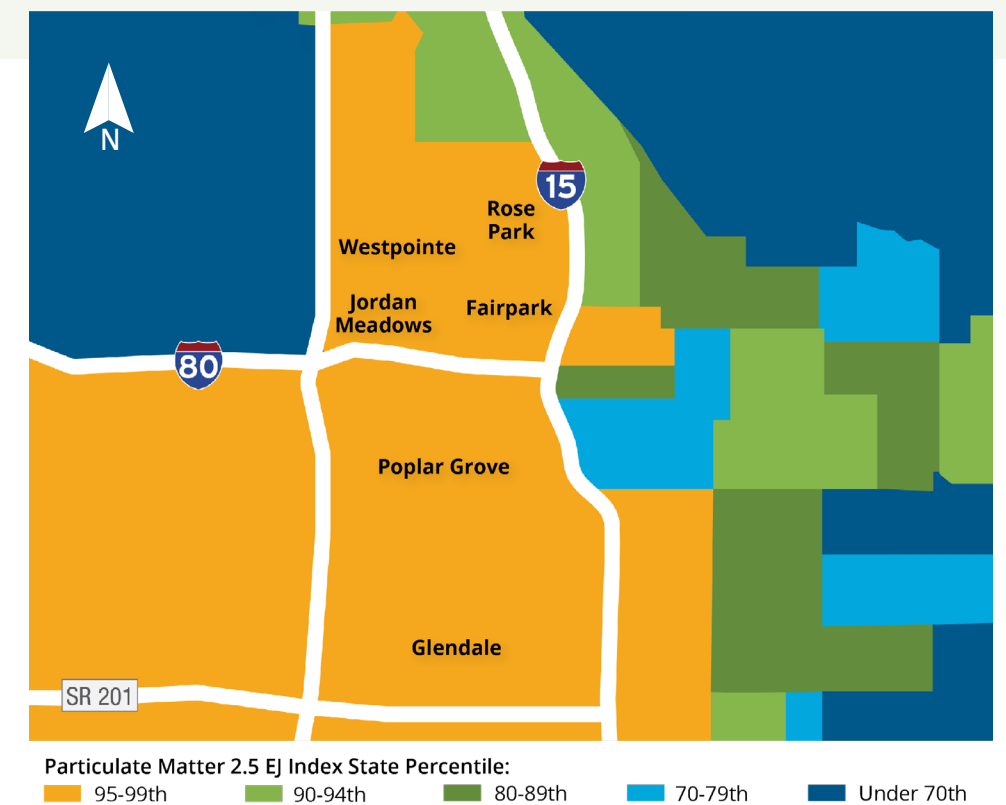 N
15
Rose
Park
Westpointe
Jordan
Meadows
Fairpark
80
Poplar Grove
Glendale
SR 201
Particulate Matter 2.5 EJ Index State Percentile:
95-99th 90-94th 80-89th 70-79th Under 70th